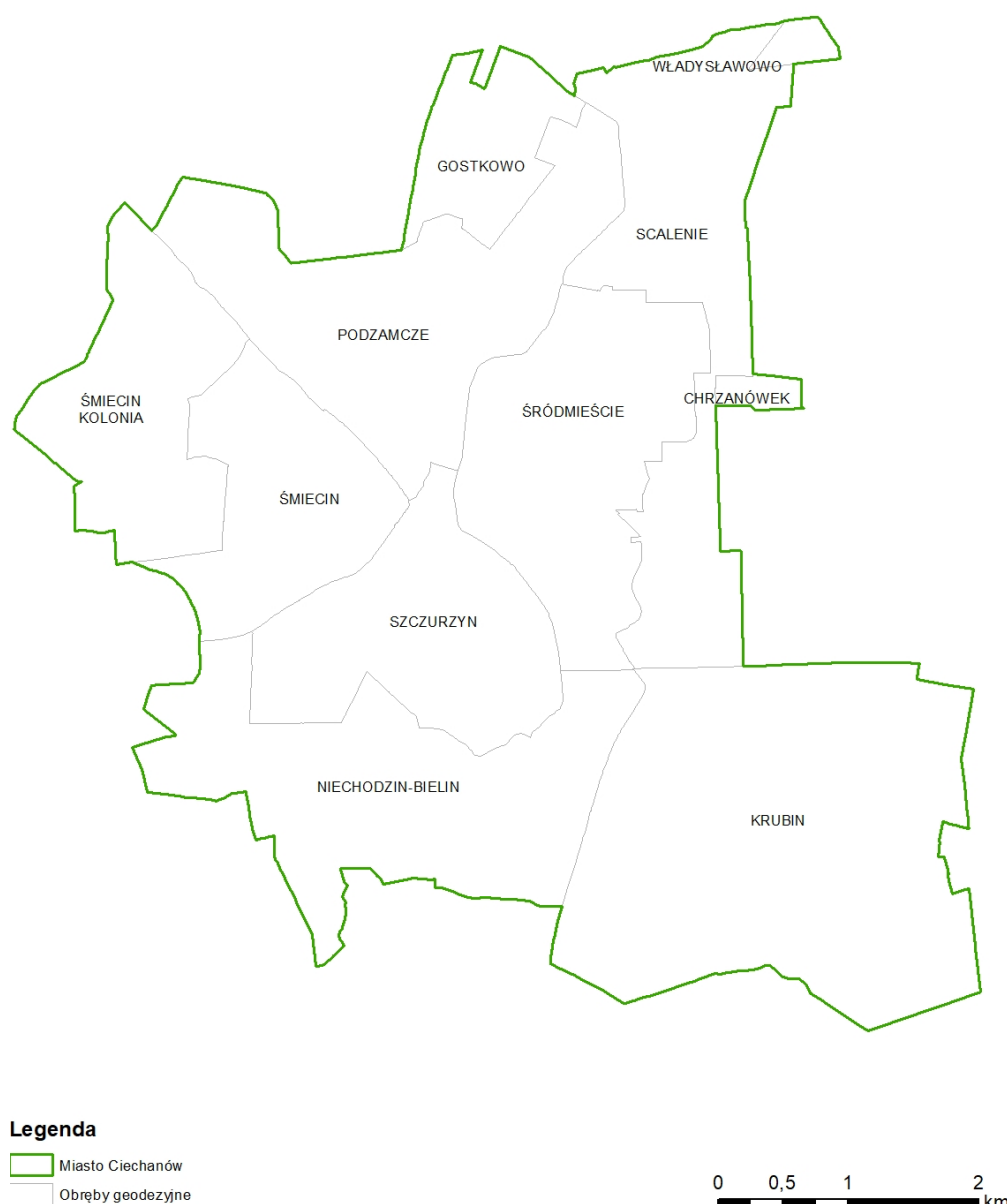 WŁADYSŁAWOWO
GOSTKOWO
SCALENIE
PODZAMCZE
ŚMIECIN
KOLONIA
ŚRÓDMIEŚCIE
CHRZANÓWEK
ŚMIECIN
SZCZURZYN
NIECHODZIN-BIELIN
KRUBIN
Legenda
Miasto Ciechanów
Obręby geodezyjne
0 0,5 1 2
km